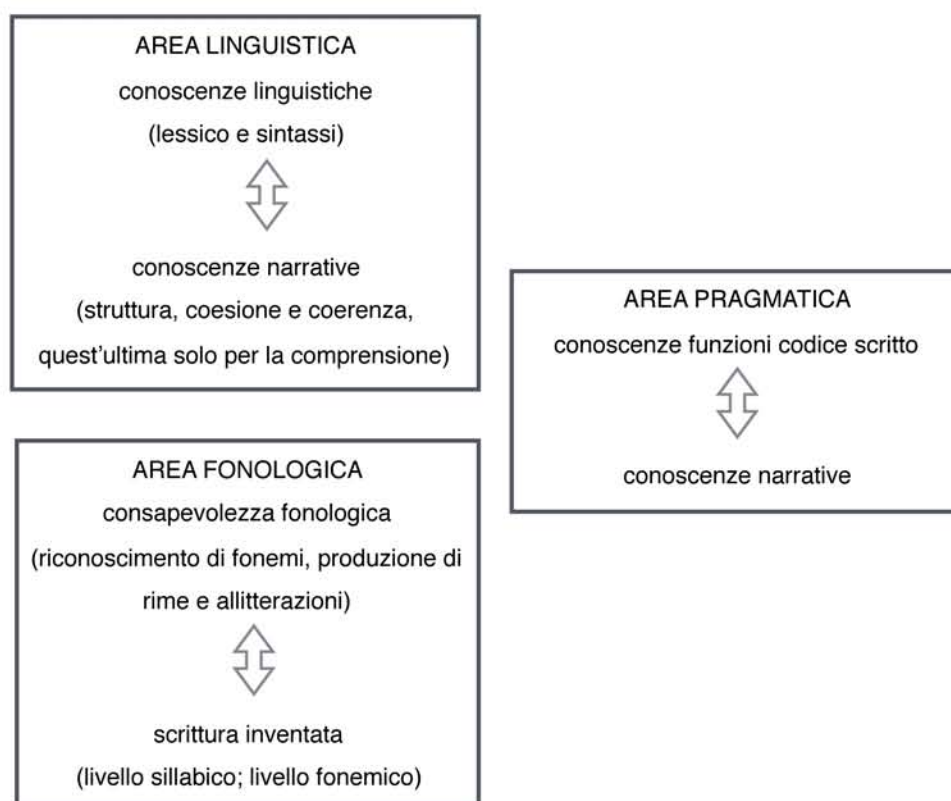 AREA LINGUISTICA
conoscenze linguistiche
(lessico e sintassi)
conoscenze narrative
(struttura, coesione e coerenza,
quest'ultima solo per la comprensione)
AREA PRAGMATICA
conoscenze funzioni codice scritto
conoscenze narrative
AREA FONOLOGICA
consapevolezza fonologica
(riconoscimento di fonemi, produzione di
rime e allitterazioni)
scrittura inventata
(livello sillabico; livello fonemico)